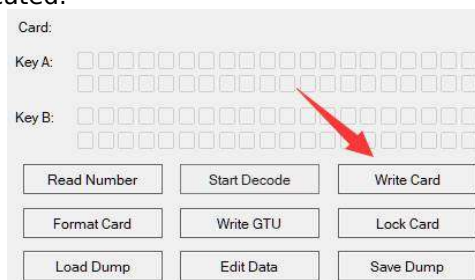 Card:
Key A:
Key B:
Read Number Start Decode Write Card
Format Card Write GTU Lock Card
Load Dump Edit Data Save Dump